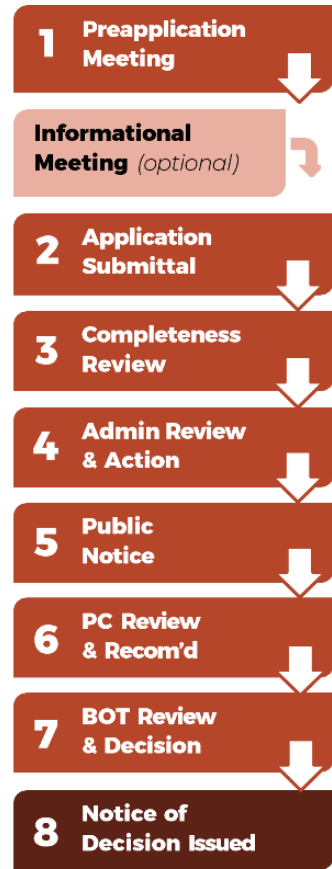 1 Preapplication
Meeting
Informational
Meeting (optional)
2 Application
Submittal
3 Completeness
Review
4 Admin Review
& Action
5 Public
Notice
6 PC Review
& Recom'd
7 BOT Review
& Decision
8 Notice of
Decision Issued